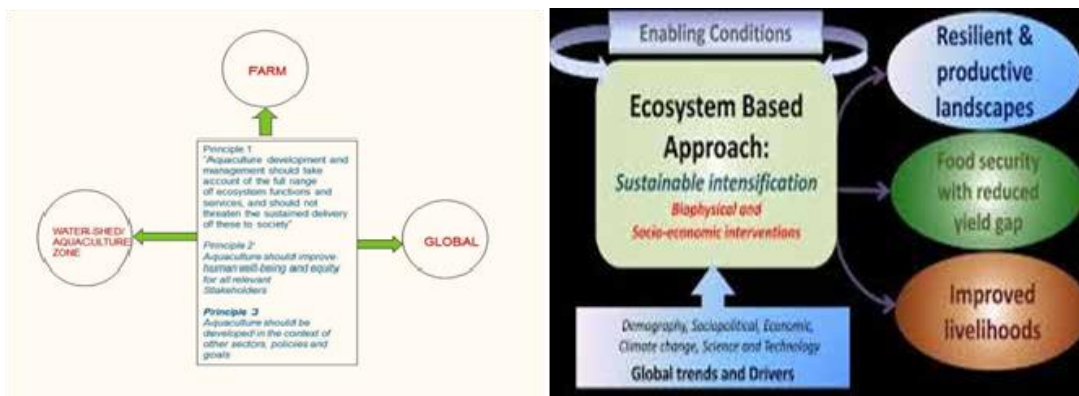 FARM
Principle 1
"Aquaculture development and
management should take
account of the full range
of ecosystem functions and
services, and should not
threaten the sustained delivery
of these to society"
Principle 2
Aquaculture should improve
human well-being and equity
for all relevant
Stakeholders
Principle 3
Aquaculture should be
developed in the context of
other sectors, policies and
goals
WATER-SHED/
AQUACULTURE
ZONE
GLOBAL
Enabling Conditions
Ecosystem Based
Approach:
Sustainable intensification
Biophysical and
Socio-economic interventions
Demography, Sociopolitical, Economic,
Climate change, Science and Technology
Global trends and Drivers
Resilient &
productive
landscapes
Food security
with reduced
yield gap
Improved
livelihoods